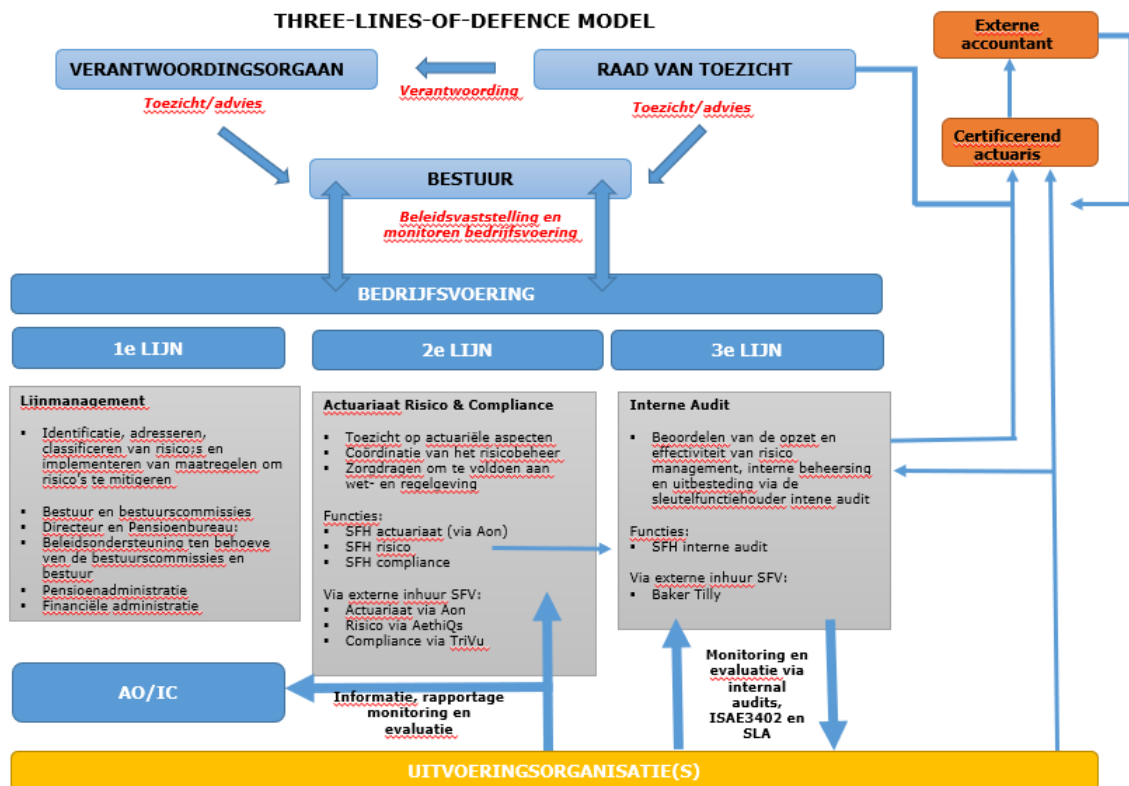 THREE-LINES-OF-DEFENCE MODEL
Externe
accountant
VERANTWOORDINGSORGAAN
Verantwoording
RAAD VAN TOEZICHT
Toezicht/advies
Toezicht/advies
Certificerend
actuaris
BESTUUR
Beleidsvaststelling en
monitoren bedrijfsvoering
BEDRIJFSVOERING
1e LIJN
2e LIJN
3e LIJN
Lijnmanagement
▪ Identificatie, adresseren,
classificeren van risico;s en
implementeren van maatregelen om
risico's te mitigeren
▪ Bestuur en bestuurscommissies
▪ Directeur en Pensioenbureau:
▪ Beleidsondersteuning ten behoeve
ven de bestuurscommissies en
bestuur
▪ Pensioenadministratie
▪ Financiële administratie
Actuariaat Risico & Compliance
▪ Toezicht op actuariële aspecten
▪ Coördinatie van het risicobeheer
▪ Zorgdragen om te voldoen aan
wet- en regelgeving
Functies:
▪ SFH actuariaat (via Aon)
▪ SFH risico
▪ SFH compliance
Via externe inhuur SFV:
▪ Actuariaat via Aon
▪ Risico via AethiQs
▪ Compliance via TriVu
Interne Audit
▪ Beoordelen van de opzet en
effectiviteit van risico
management, interne beheersing
en uitbesteding via de
sleutelfunctiehouder intene audit
Functies:
▪ SFH interne audit
Via externe inhuur SFV:
▪ Baker Tilly
AO/IC
Informatie, rapportage
monitoring en
evaluatie
Monitoring en
evaluatie via
internal
audits,
ISAE3402 en
SLA
UITVOERINGSORGANISATIE(S)